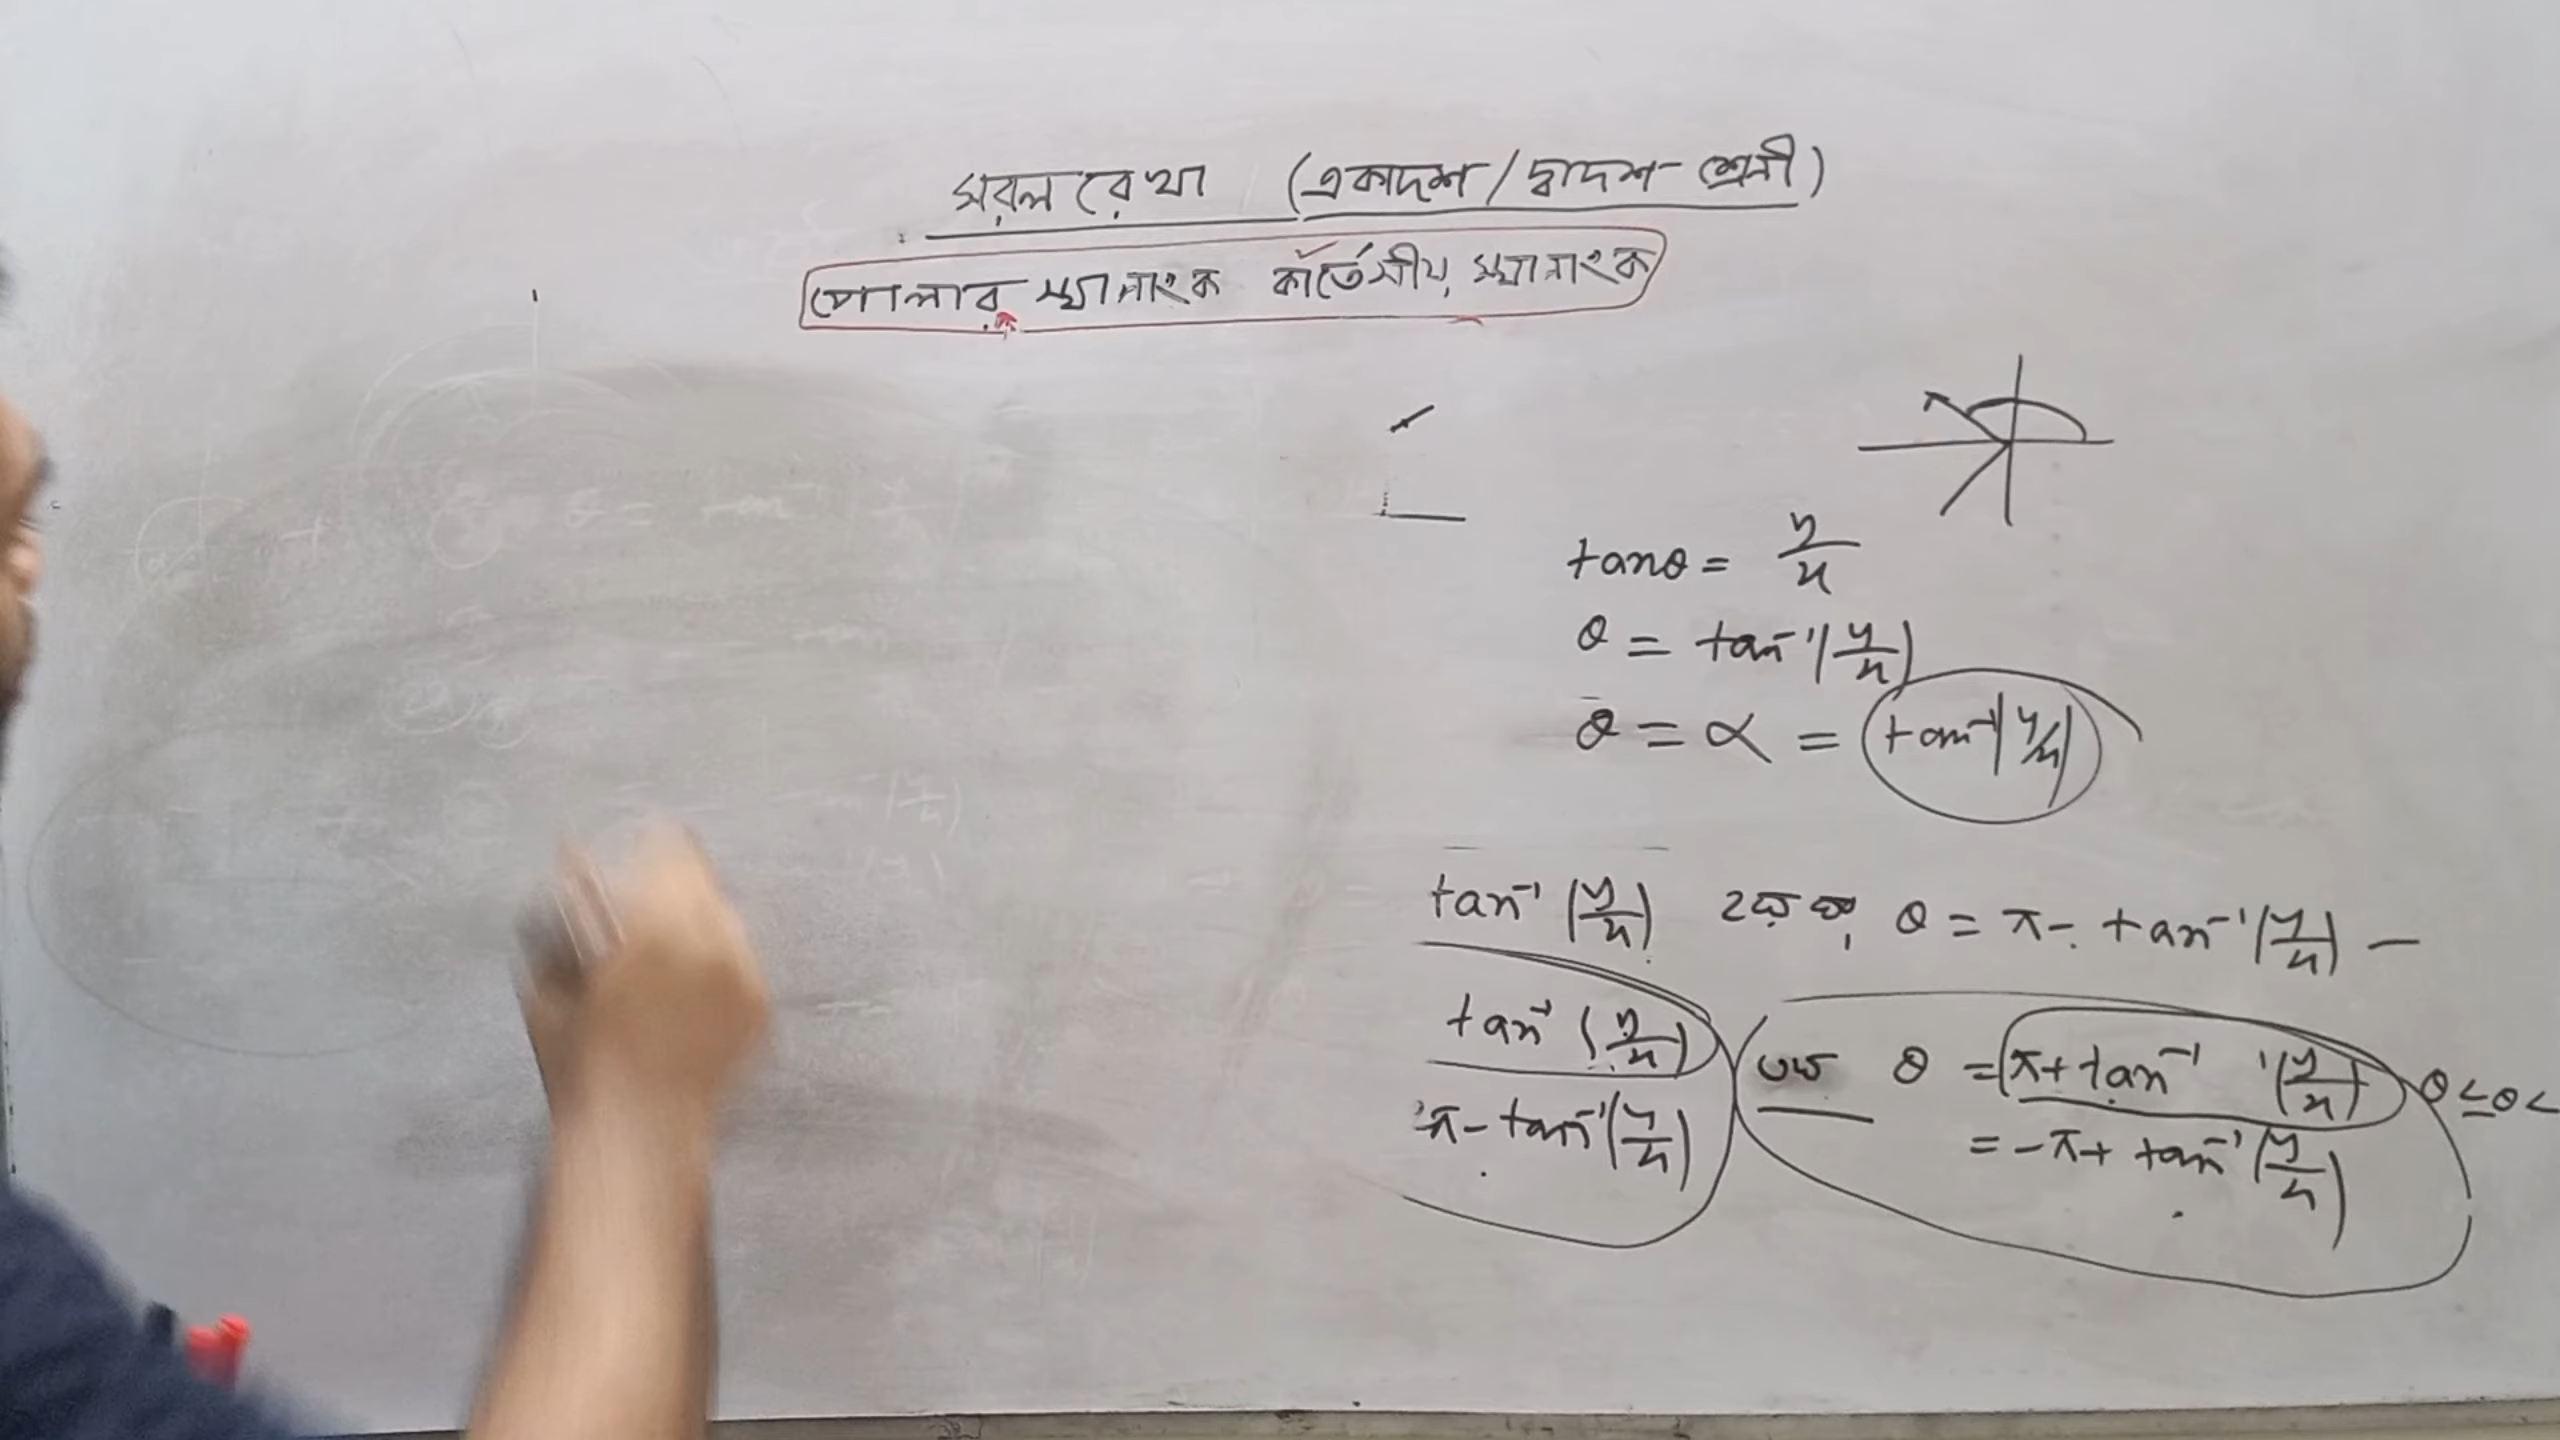 সরল রেখা (একাদশ/দ্বাদশ শ্রেনী)
পোলার স্থানাংক কার্তেসীয় স্থানাংক
tanθ = y/x
θ = tan⁻¹(y/x)
θ = α = tan⁻¹|y/x|
tan⁻¹(y/x) ২য় θ = π - tan⁻¹(y/x) —
tan⁻¹(y/x) ৩য় θ = π + tan⁻¹(y/x) θ ≤ θ <
π - tan⁻¹(y/x) = -π + tan⁻¹(y/x)